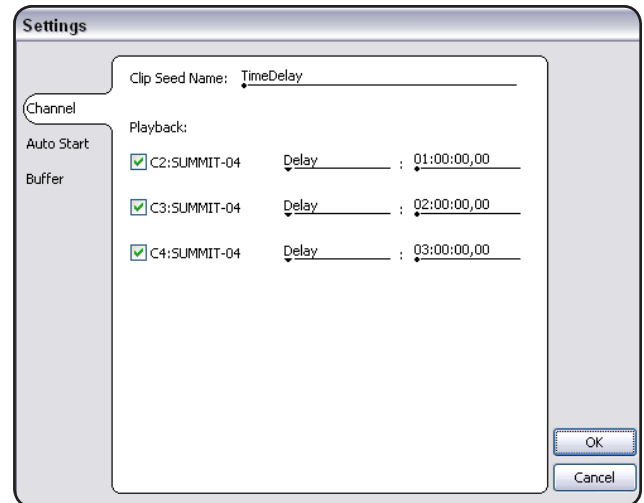 Settings
Clip Seed Name: TimeDelay
Channel
Playback:
Auto Start
C2:SUMMIT-04 Delay : 01:00:00,00
Buffer
C3:SUMMIT-04 Delay : 02:00:00,00
C4:SUMMIT-04 Delay : 03:00:00,00
OK
Cancel